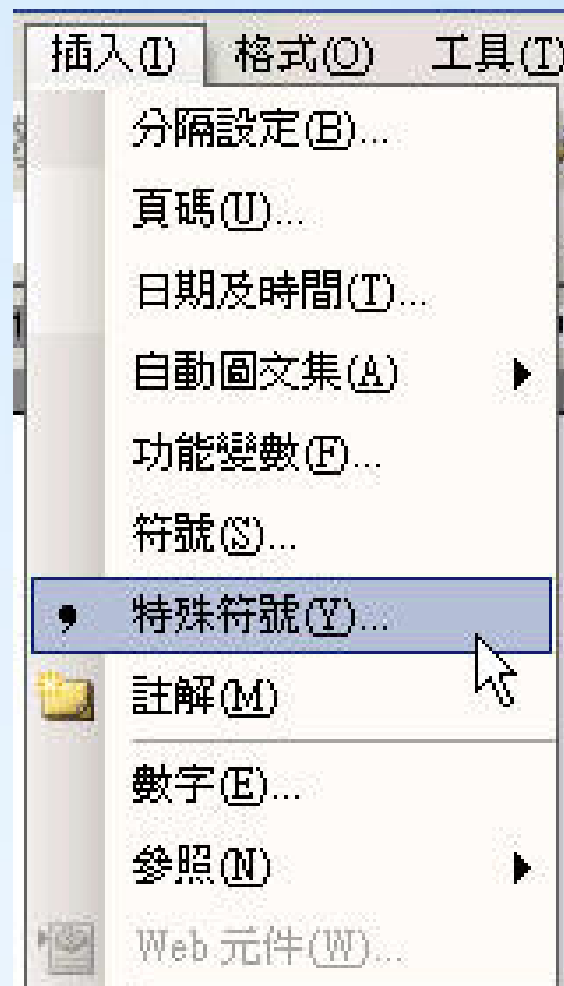 插入(I) 格式(O) 工具(T)
分隔設定(B)...
頁碼(U)...
日期及時間(T)...
自動圖文集(A)
功能變數(F)...
符號(S)...
特殊符號(Y)...
註解(M)
數字(E)...
參照(N)
Web 元件(W)...